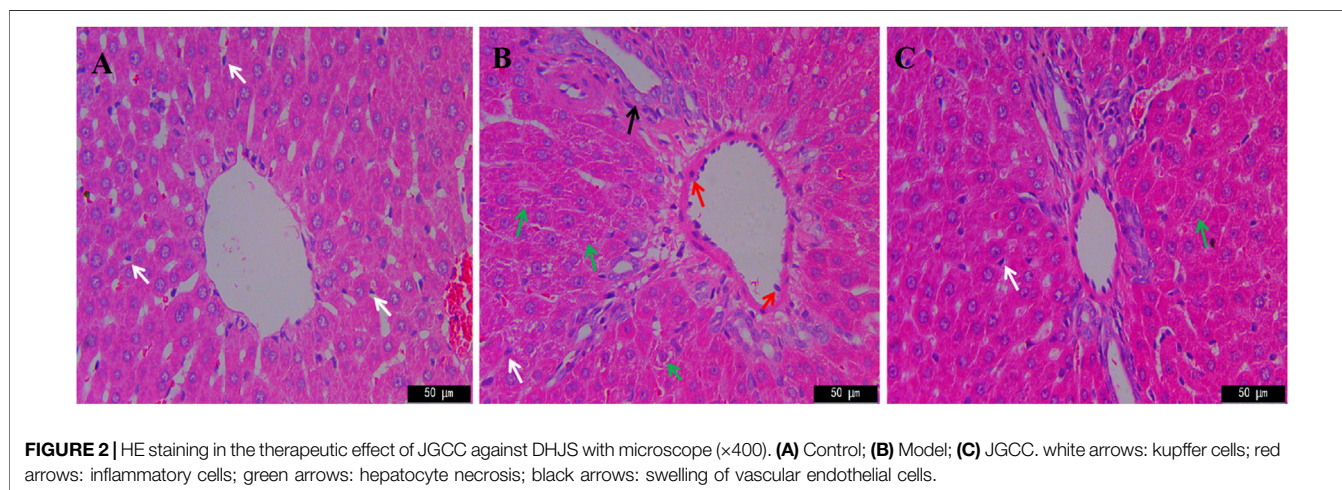 A
B
C
50 μm
50 μm
50 μm
FIGURE 2 | HE staining in the therapeutic effect of JGCC against DHJS with microscope (×400). (A) Control; (B) Model; (C) JGCC. white arrows: kupffer cells; red
arrows: inflammatory cells; green arrows: hepatocyte necrosis; black arrows: swelling of vascular endothelial cells.